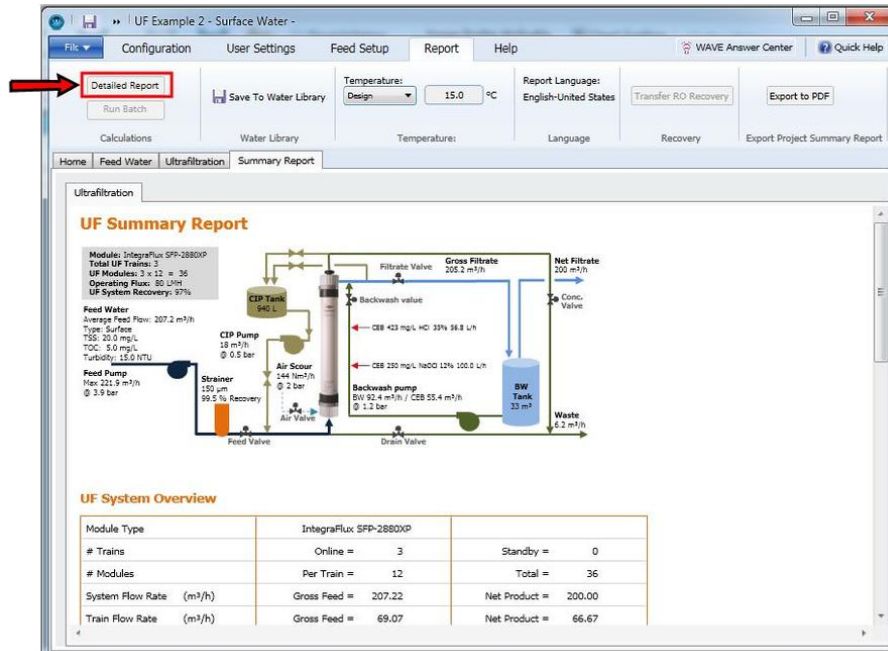 UF Example 2 - Surface Water -
File Configuration User Settings Feed Setup Report Help WAVE Answer Center Quick Help
Detailed Report
Run Batch
Calculations
Save To Water Library
Water Library
Temperature:
Design 15.0 °C
Temperature:
Report Language:
English-United States
Language
Transfer RO Recovery
Recovery
Export to PDF
Export Project Summary Report
Home Feed Water Ultrafiltration Summary Report
Ultrafiltration
UF Summary Report
Module: IntegraFlux SFP-2880XP
Total UF Trains: 3
UF Modules: 3 x 12 = 36
Operating Flux: 80 LMH
UF System Recovery: 97%
Feed Water
Average Feed Flow: 207.2 m³/h
Type: Surface
TSS: 20.0 mg/L
TOC: 5.0 mg/L
Turbidity: 15.0 NTU
Feed Pump
Max 221.9 m³/h
@ 3.9 bar
Strainer
150 µm
99.5 % Recovery
CIP Tank
940 L
CIP Pump
18 m³/h
@ 0.5 bar
Air Scour
144 Nm³/h
@ 2 bar
Air Valve
Feed Valve
Filtrate Valve
Gross Filtrate
205.2 m³/h
Net Filtrate
200 m³/h
Backwash value
Conc.
Valve
CEB 423 mg/L HCl 33% 56.8 L/h
CEB 250 mg/L NaOCl 12% 100.0 L/h
Backwash pump
BW 92.4 m³/h / CEB 55.4 m³/h
@ 1.2 bar
BW
Tank
33 m³
Waste
6.2 m³/h
Drain Valve
UF System Overview
Module Type IntegraFlux SFP-2880XP
# Trains Online = 3 Standby = 0
# Modules Per Train = 12 Total = 36
System Flow Rate (m³/h) Gross Feed = 207.22 Net Product = 200.00
Train Flow Rate (m³/h) Gross Feed = 69.07 Net Product = 66.67